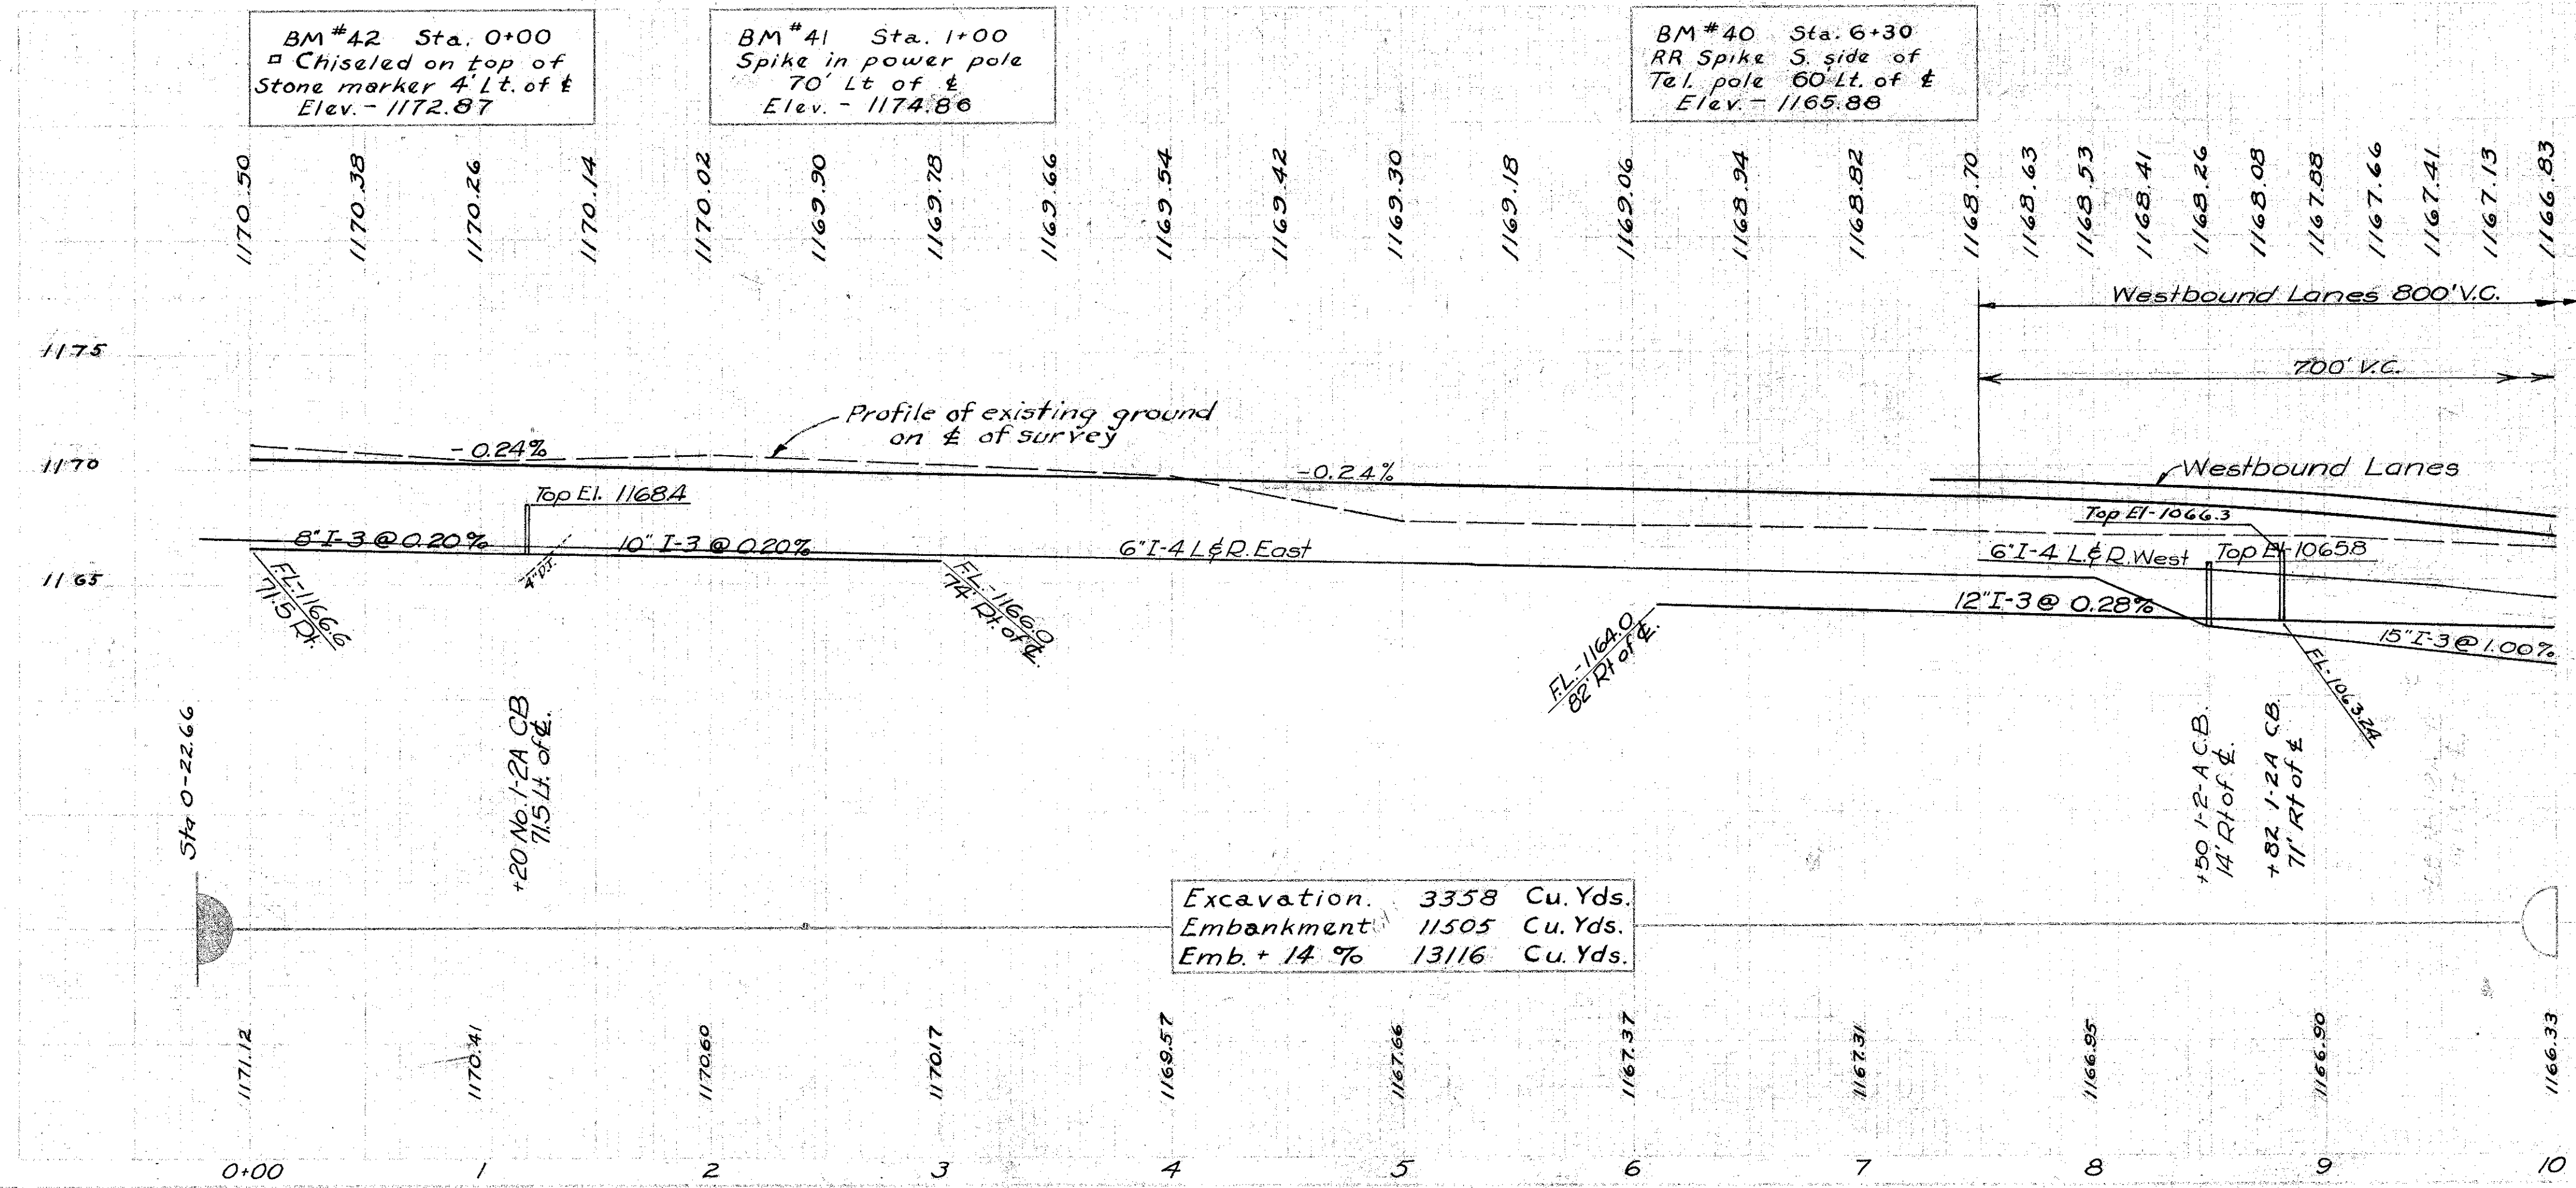 BM #42 Sta. 0+00
□ Chiseled on top of
Stone marker 4' Lt. of ℄
Elev. - 1172.87
BM #41 Sta. 1+00
Spike in power pole
70' Lt of ℄
Elev. - 1174.86
BM #40 Sta. 6+30
RR Spike S. side of
Tel. pole 60' Lt. of ℄
Elev. - 1165.88
1170.50
1170.38
1170.26
1170.14
1170.02
1169.90
1169.78
1169.66
1169.54
1169.42
1169.30
1169.18
1169.06
1168.94
1168.82
1168.70
1168.63
1168.53
1168.41
1168.26
1168.08
1167.88
1167.66
1167.41
1167.13
1166.83
Westbound Lanes 800' V.C.
1175
700' V.C.
Profile of existing ground
on ℄ of survey
-0.24%
1170
-0.24%
Westbound Lanes
Top El. 1168.4
Top El-1066.3
8" I-3 @ 0.20%
10" I-3 @ 0.20%
6" I-4 L & R. East
6" I-4 L & R. West
Top El-1065.8
4" D.T.
1165
FL-1166.6
71.5 Rt.
FL-1166.0
74' Rt. of ℄.
F.L.-1164.0
82' Rt of ℄.
12" I-3 @ 0.28%
15" I-3 @ 1.00%
FL-1063.24
Sta 0-22.66
+20 No. 1-2A CB
71.5 Lt. of ℄.
+50 1-2-A C.B.
14' Rt of ℄.
+82 1-2A C.B.
71' Rt of ℄
Excavation. 3358 Cu. Yds.
Embankment 11505 Cu. Yds.
Emb. + 14 % 13116 Cu. Yds.
1171.12
1170.41
1170.60
1170.17
1169.57
1167.66
1167.37
1167.31
1166.95
1166.90
1166.33
0+00
1
2
3
4
5
6
7
8
9
10